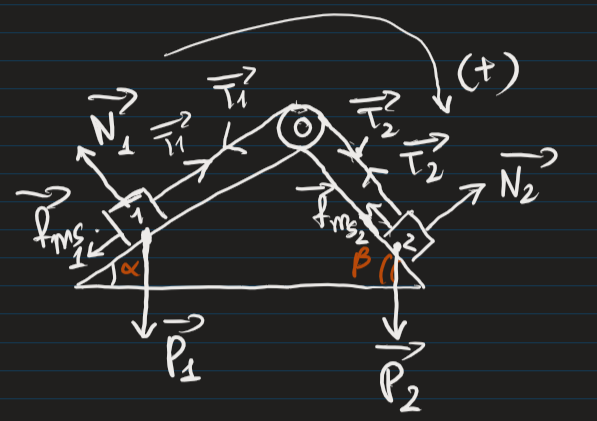 (+)
T1
T2
N1
T1
T2
N2
fms1
1
fms2
2
α
β
P1
P2